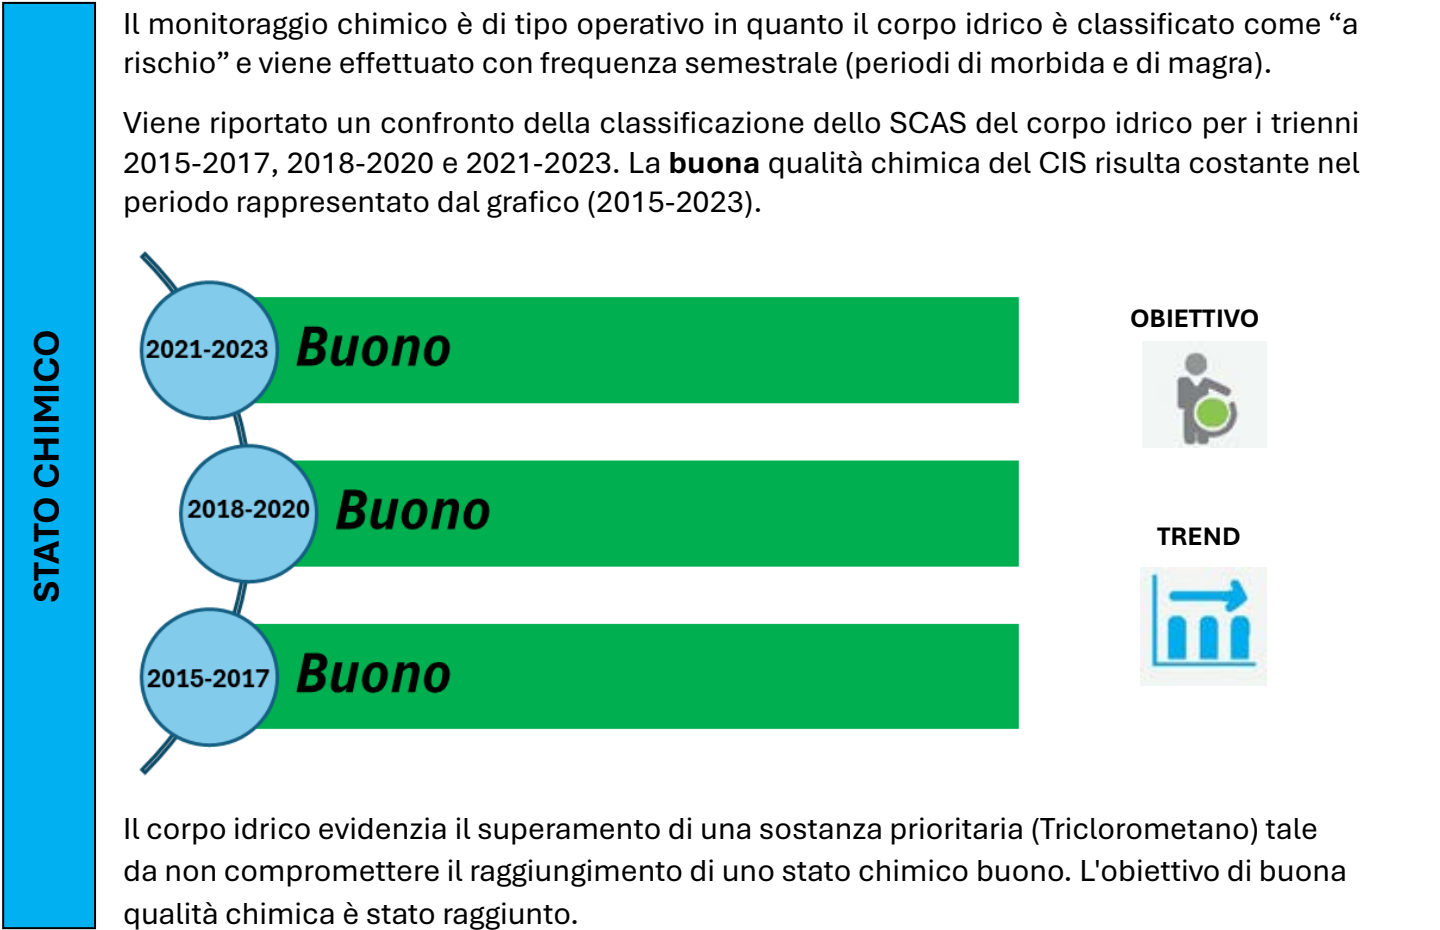 STATO CHIMICO
Il monitoraggio chimico è di tipo operativo in quanto il corpo idrico è classificato come “a
rischio” e viene effettuato con frequenza semestrale (periodi di morbida e di magra).
Viene riportato un confronto della classificazione dello SCAS del corpo idrico per i trienni
2015-2017, 2018-2020 e 2021-2023. La buona qualità chimica del CIS risulta costante nel
periodo rappresentato dal grafico (2015-2023).
2021-2023 Buono
2018-2020 Buono
2015-2017 Buono
OBIETTIVO
TREND
Il corpo idrico evidenzia il superamento di una sostanza prioritaria (Triclorometano) tale
da non compromettere il raggiungimento di uno stato chimico buono. L'obiettivo di buona
qualità chimica è stato raggiunto.